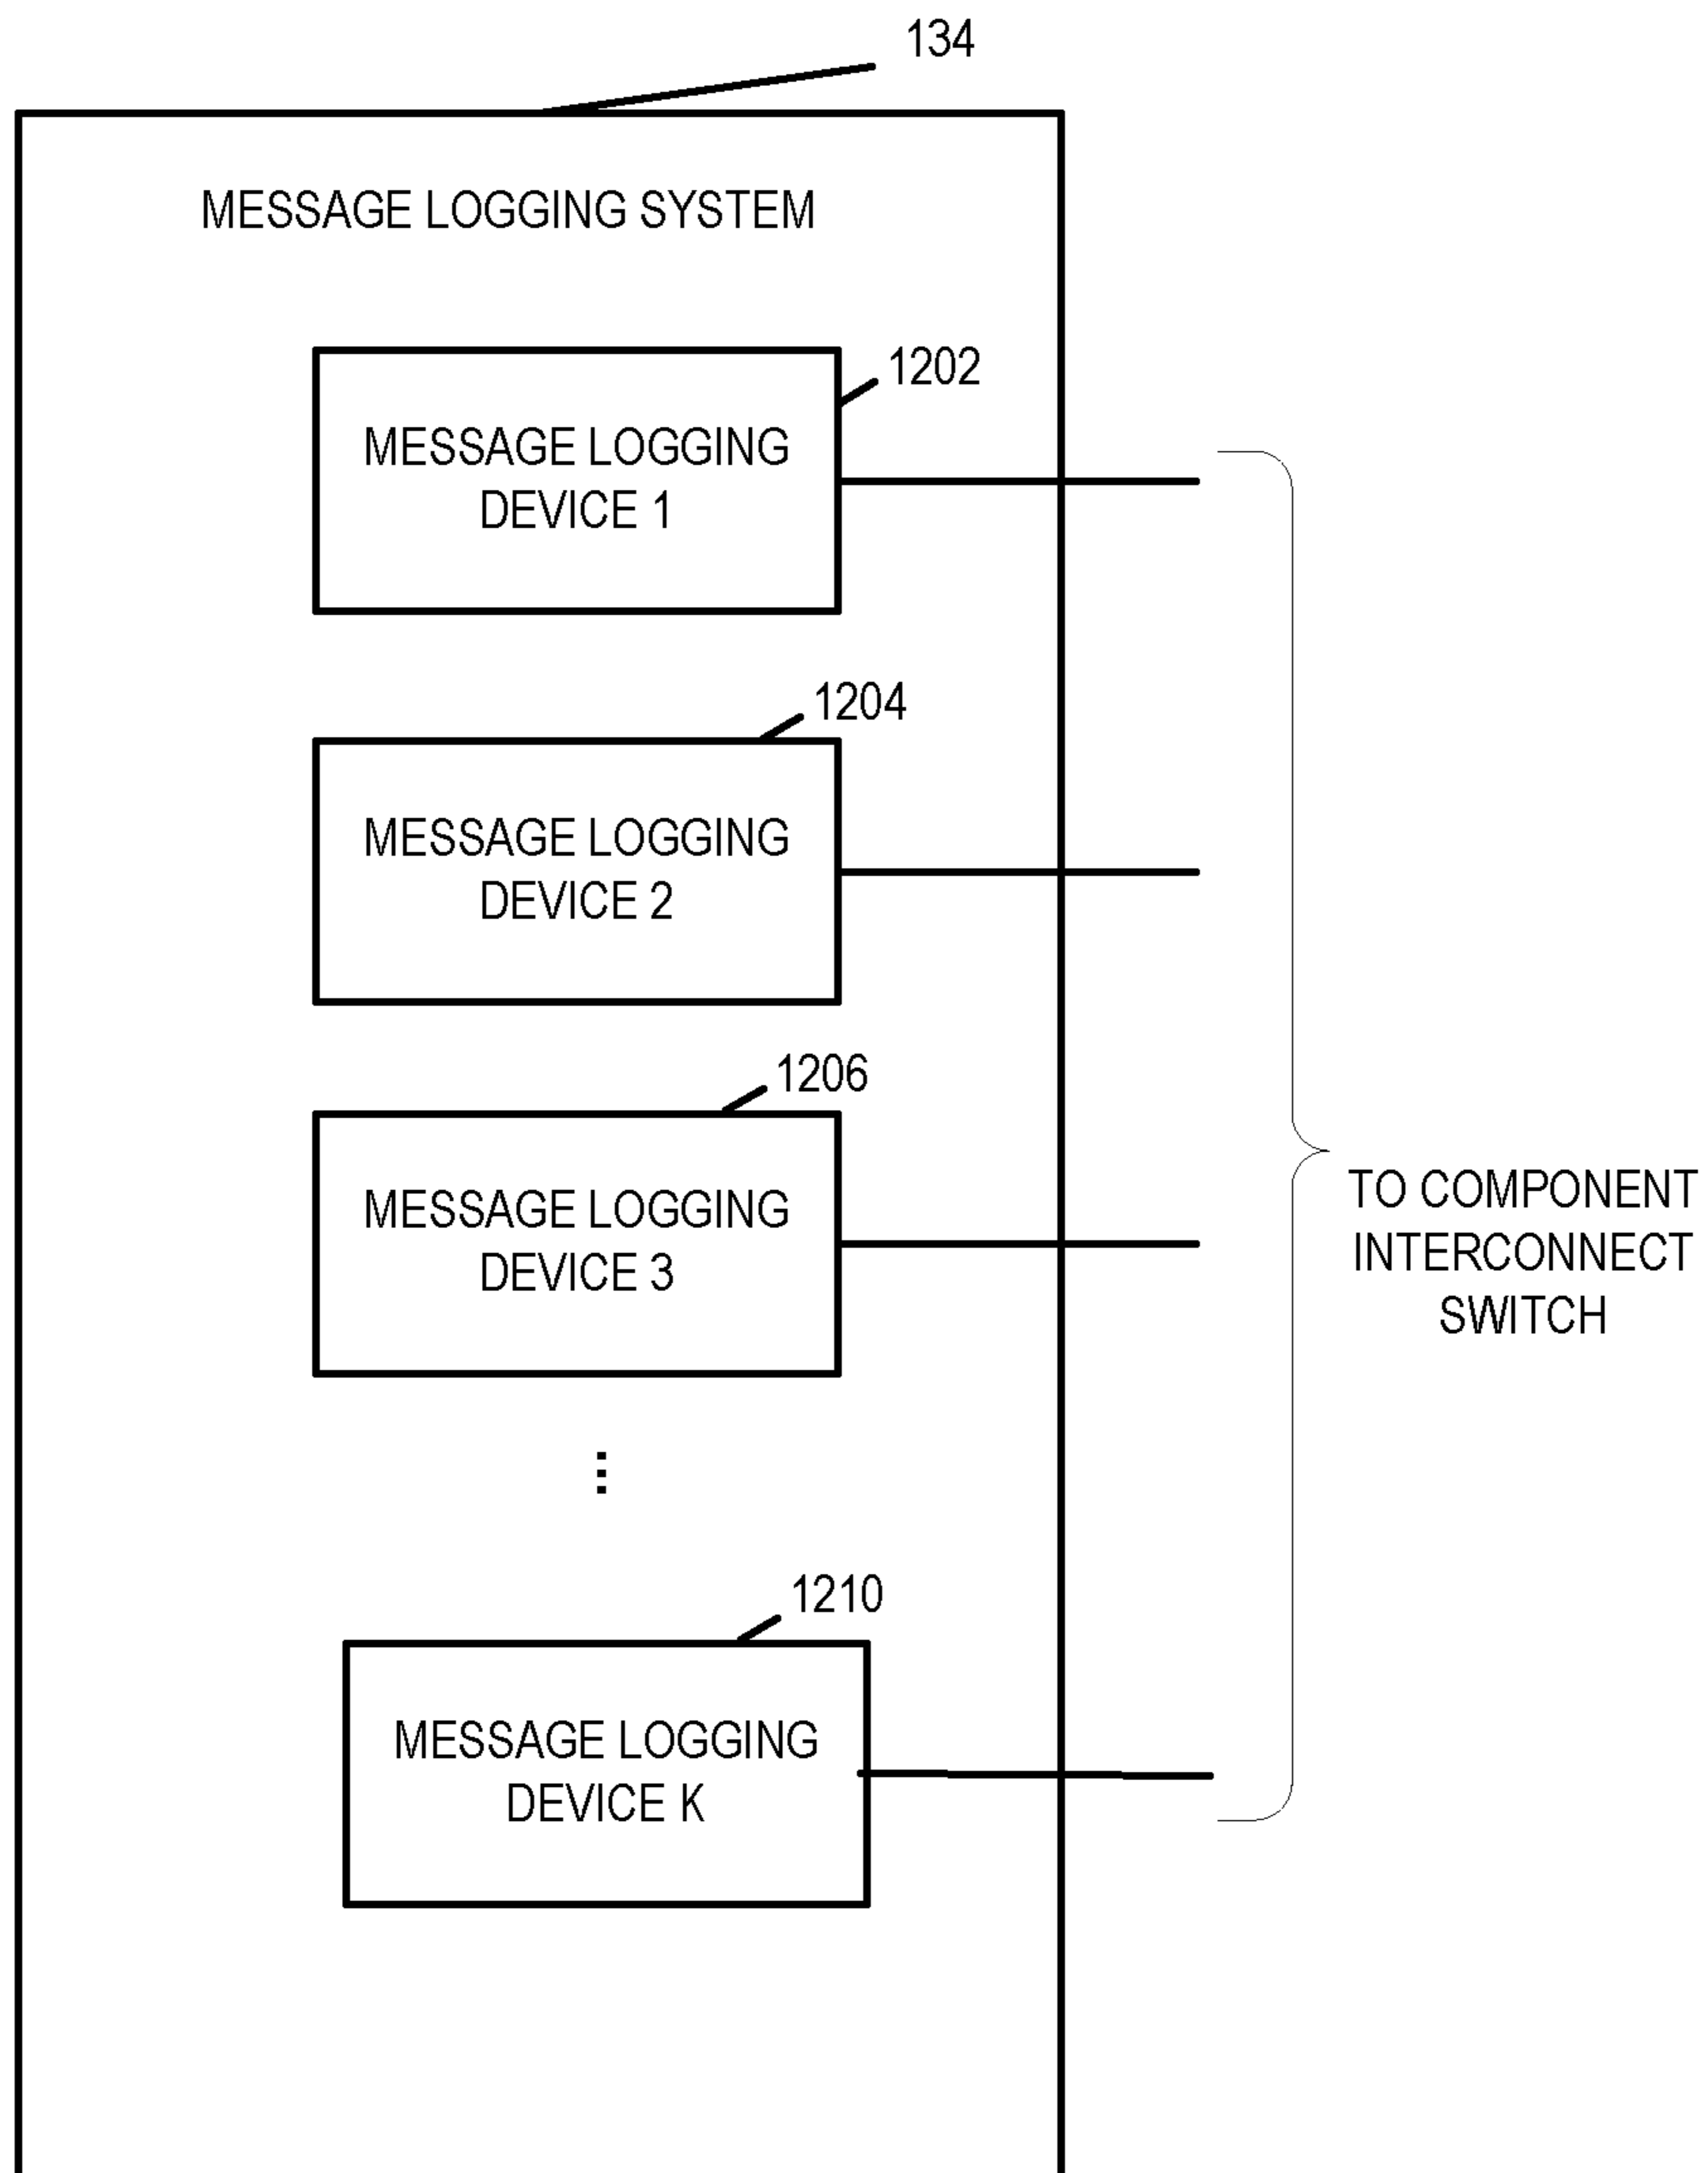 134
MESSAGE LOGGING SYSTEM
1202
MESSAGE LOGGING
DEVICE 1
1204
MESSAGE LOGGING
DEVICE 2
1206
MESSAGE LOGGING
DEVICE 3
TO COMPONENT
INTERCONNECT
SWITCH
1210
MESSAGE LOGGING
DEVICE K